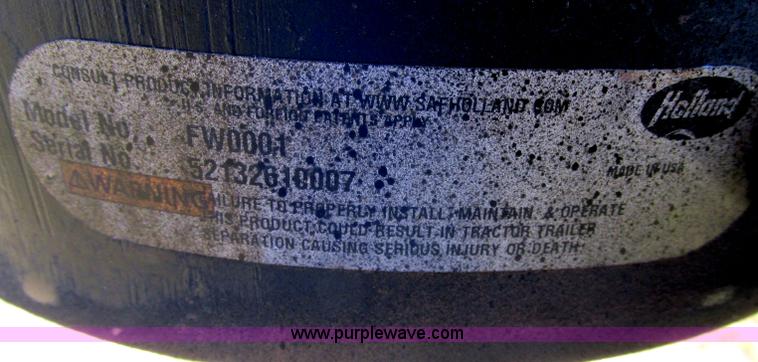 CONSULT PRODUCT INFORMATION AT WWW.SAFHOLLAND.COM
U.S. AND FOREIGN PATENTS APPLY
Holland
Model No. FW0001
Serial No. 52132610007
MADE IN USA
⚠WARNING
FAILURE TO PROPERLY INSTALL, MAINTAIN, & OPERATE
THIS PRODUCT COULD RESULT IN TRACTOR TRAILER
SEPARATION CAUSING SERIOUS INJURY OR DEATH.
www.purplewave.com